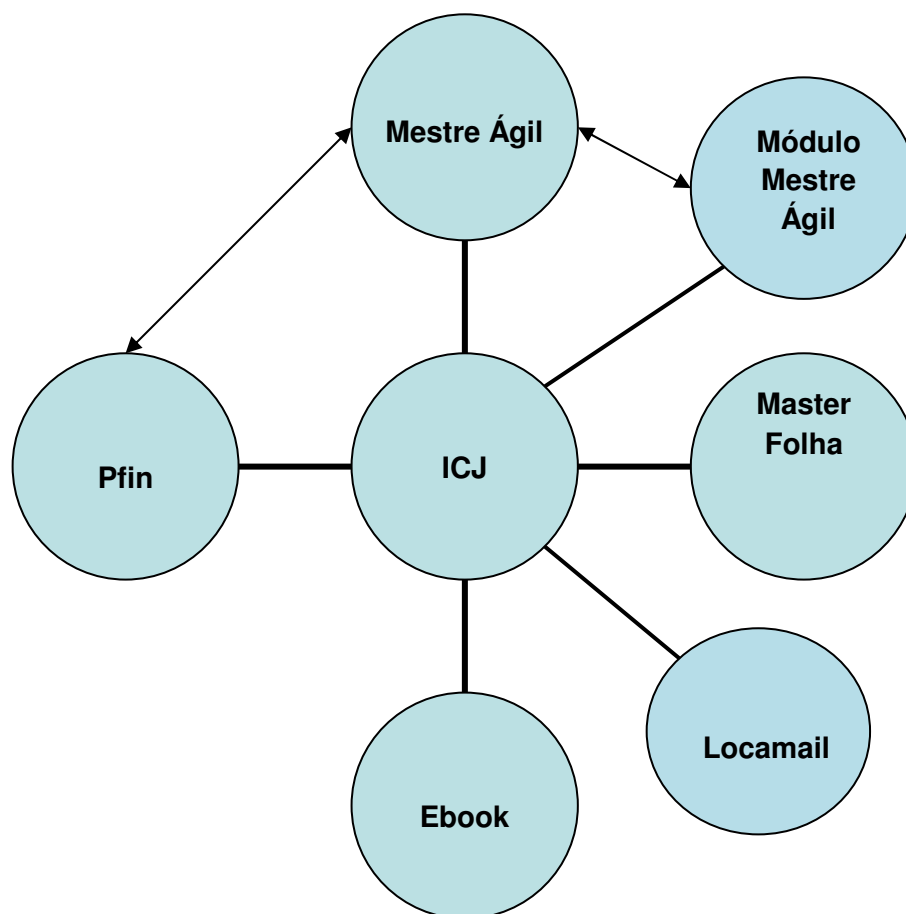 Mestre Ágil
Módulo
Mestre
Ágil
Master
Folha
ICJ
Pfin
Locamail
Ebook